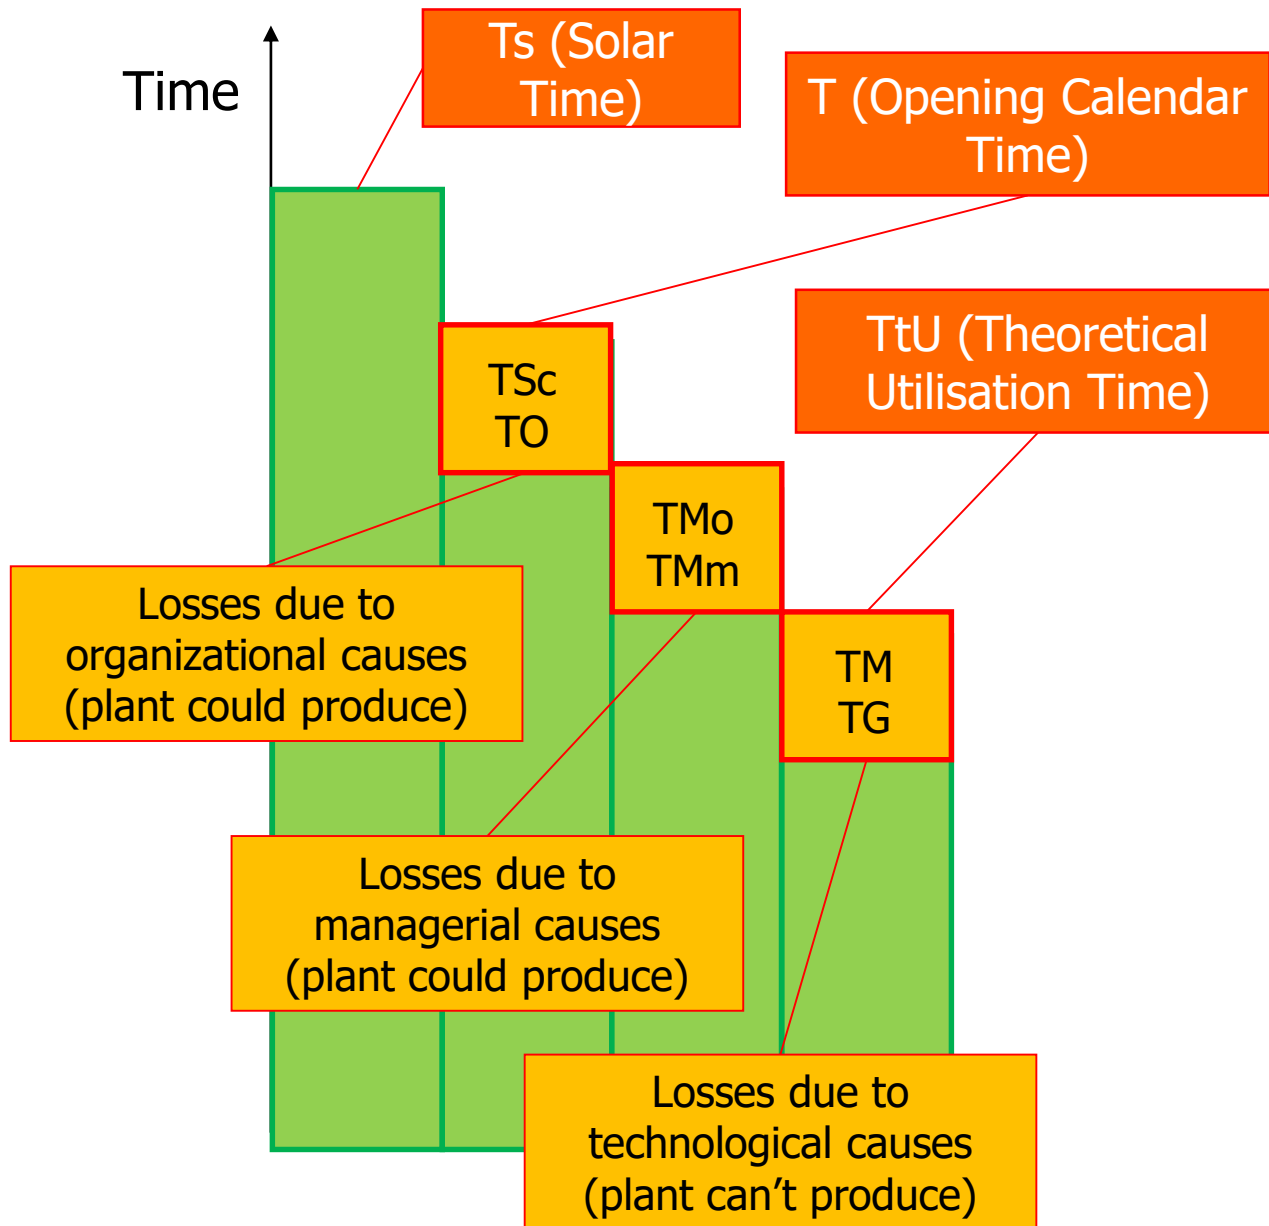 Time
Ts (Solar
Time)
T (Opening Calendar
Time)
TtU (Theoretical
Utilisation Time)
TSc
TO
TMo
TMm
TM
TG
Losses due to
organizational causes
(plant could produce)
Losses due to
managerial causes
(plant could produce)
Losses due to
technological causes
(plant can’t produce)